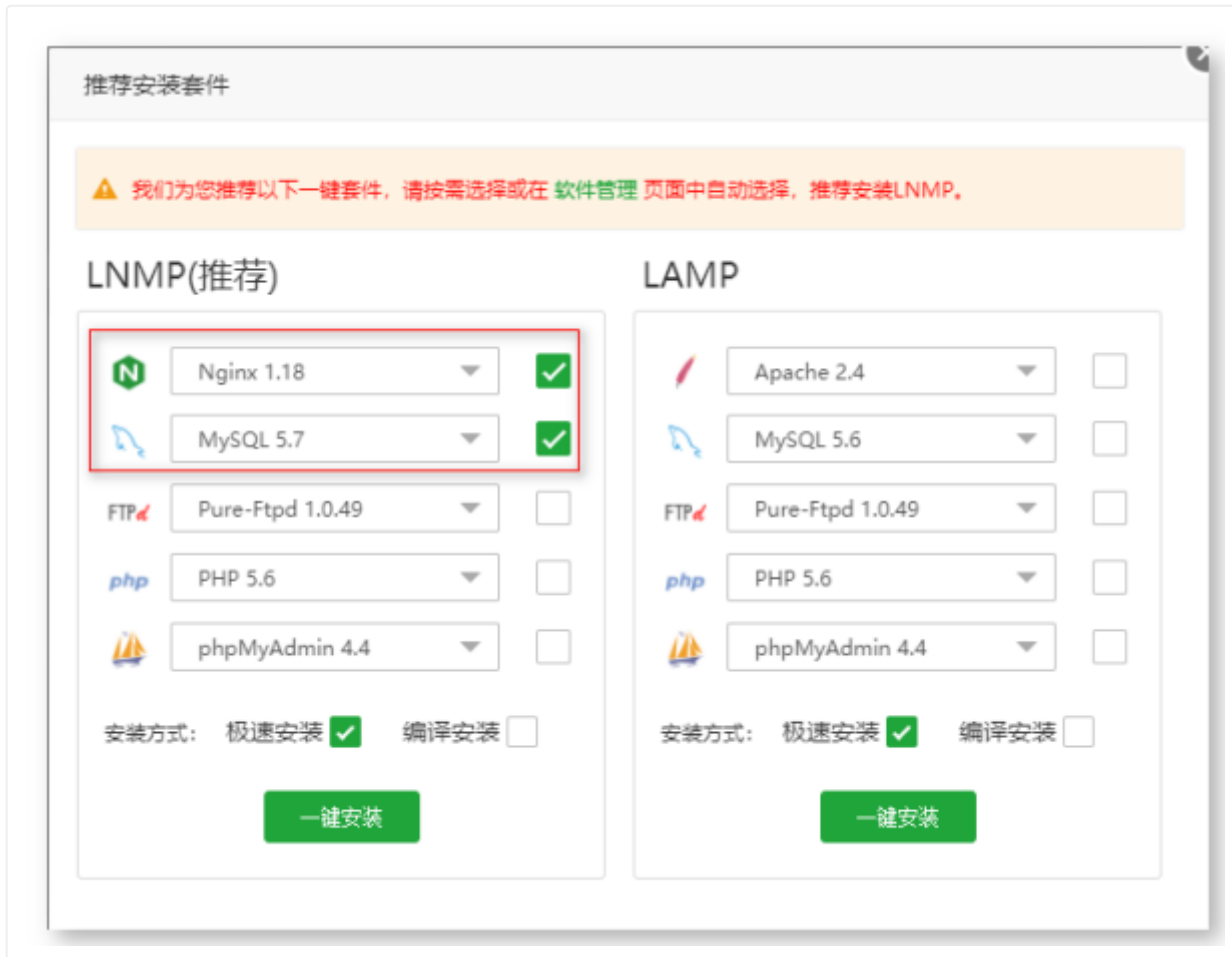 推荐安装套件
我们为您推荐以下一键套件，请按需选择或在 软件管理 页面中自动选择，推荐安装LNMP。
LNMP(推荐)
Nginx 1.18
MySQL 5.7
FTPd Pure-Ftpd 1.0.49
php PHP 5.6
phpMyAdmin 4.4
安装方式： 极速安装 编译安装
一键安装
LAMP
Apache 2.4
MySQL 5.6
FTPd Pure-Ftpd 1.0.49
php PHP 5.6
phpMyAdmin 4.4
安装方式： 极速安装 编译安装
一键安装